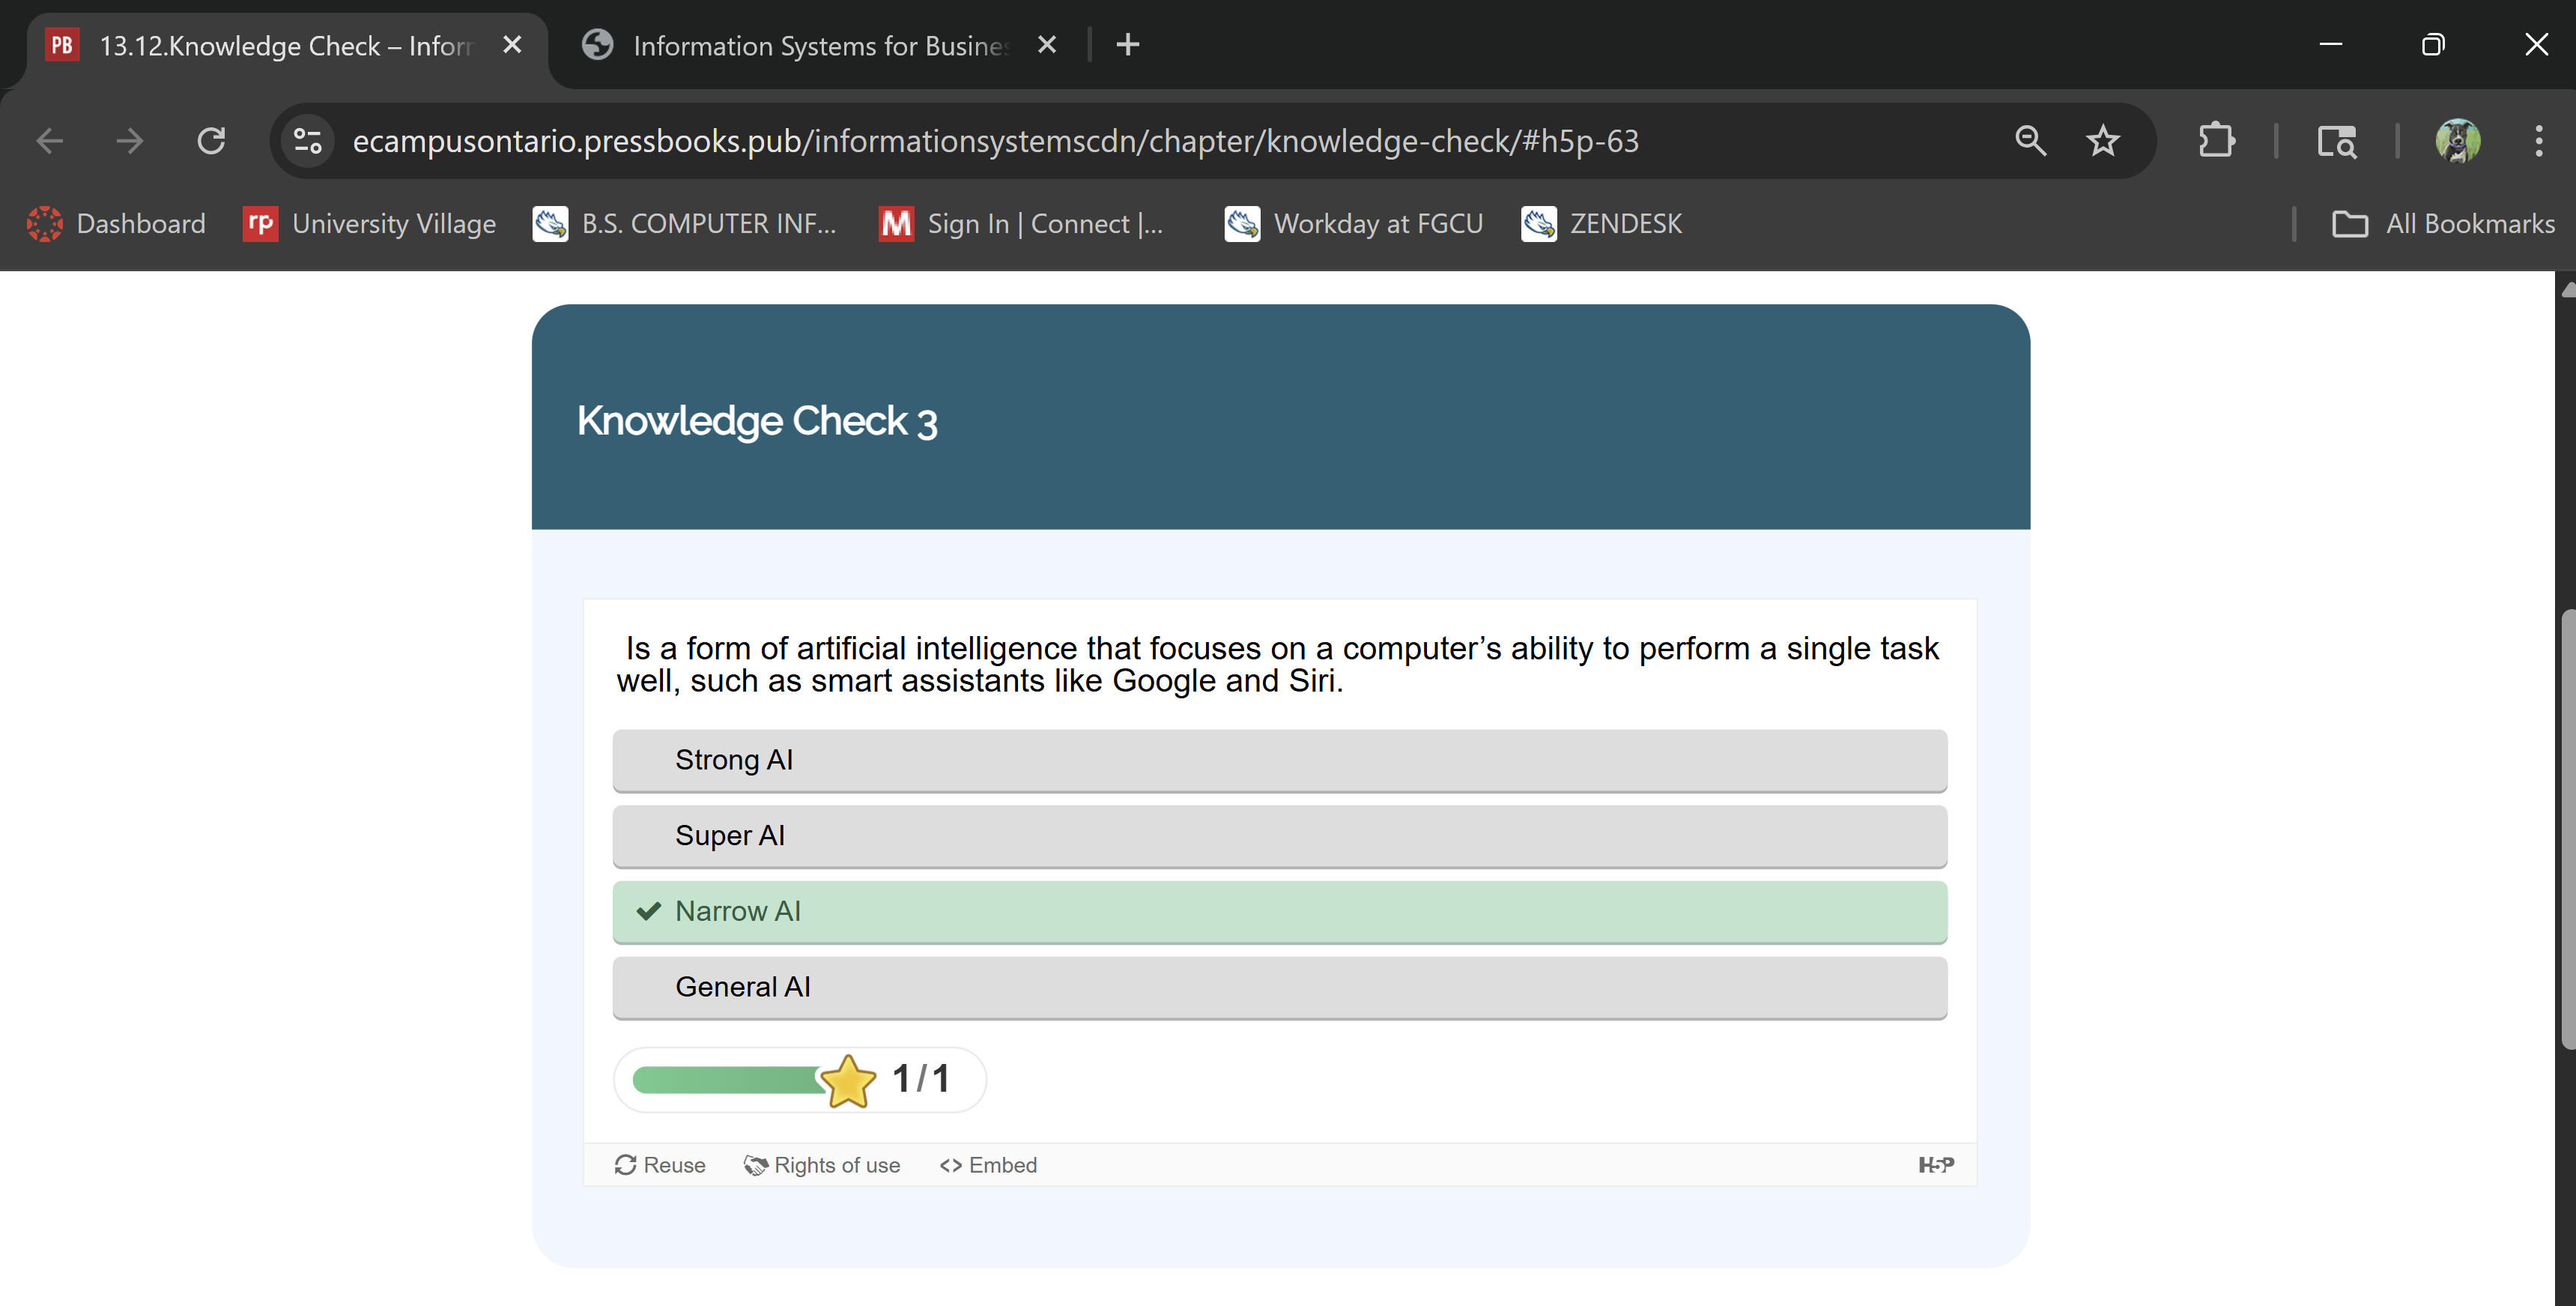 PB 13.12.Knowledge Check – Infor
Information Systems for Busine
ecampusontario.pressbooks.pub/informationsystemscdn/chapter/knowledge-check/#h5p-63
Dashboard
rp University Village
B.S. COMPUTER INF...
M Sign In | Connect |...
Workday at FGCU
ZENDESK
All Bookmarks
Knowledge Check 3
Is a form of artificial intelligence that focuses on a computer’s ability to perform a single task
well, such as smart assistants like Google and Siri.
Strong AI
Super AI
Narrow AI
General AI
1/1
Reuse
Rights of use
<> Embed
H5P